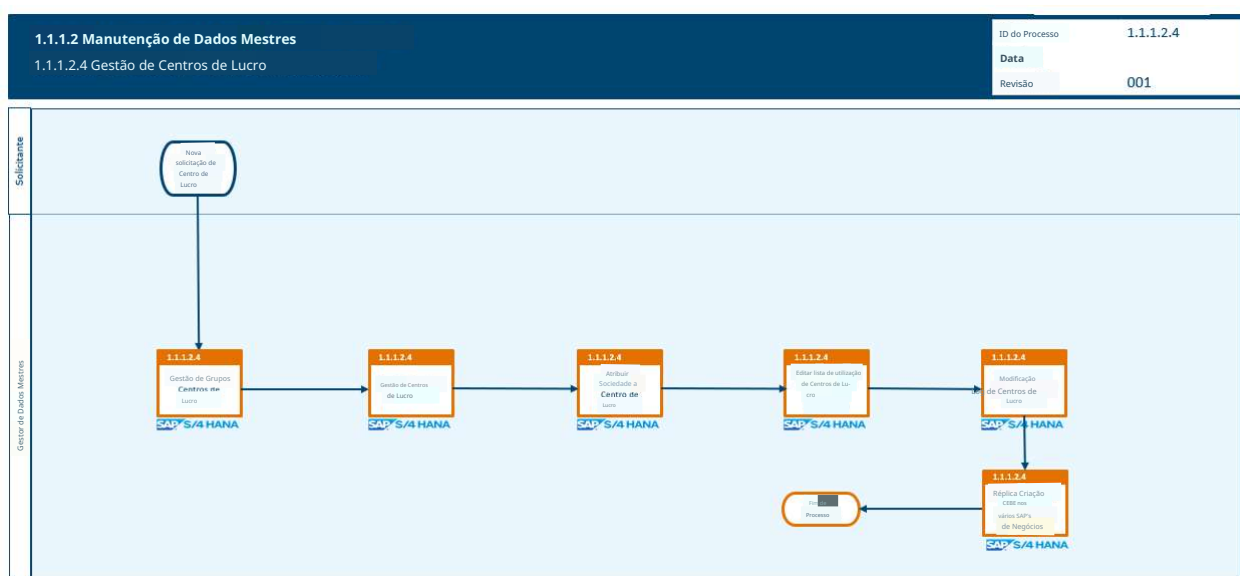 1.1.1.2 Manutenção de Dados Mestres
1.1.1.2.4 Gestão de Centros de Lucro
ID do Processo 1.1.1.2.4
Data
Revisão 001
Solicitante
Nova
solicitação de
Centro de
Lucro
Gestor de Dados Mestres
1.1.1.2.4
Gestão de Grupos
Centros de
Lucro
SAP S/4 HANA
1.1.1.2.4
Gestão de Centros
de Lucro
SAP S/4 HANA
1.1.1.2.4
Atribuir
Sociedade a
Centro de
Lucro
SAP S/4 HANA
1.1.1.2.4
Editar lista de utilização
de Centros de Lu-
cro
SAP S/4 HANA
1.1.1.2.4
Modificação
de Centros de
Lucro
SAP S/4 HANA
1.1.1.2.4
Réplica Criação
CEBE nos
vários SAP's
de Negócios
SAP S/4 HANA
Processo